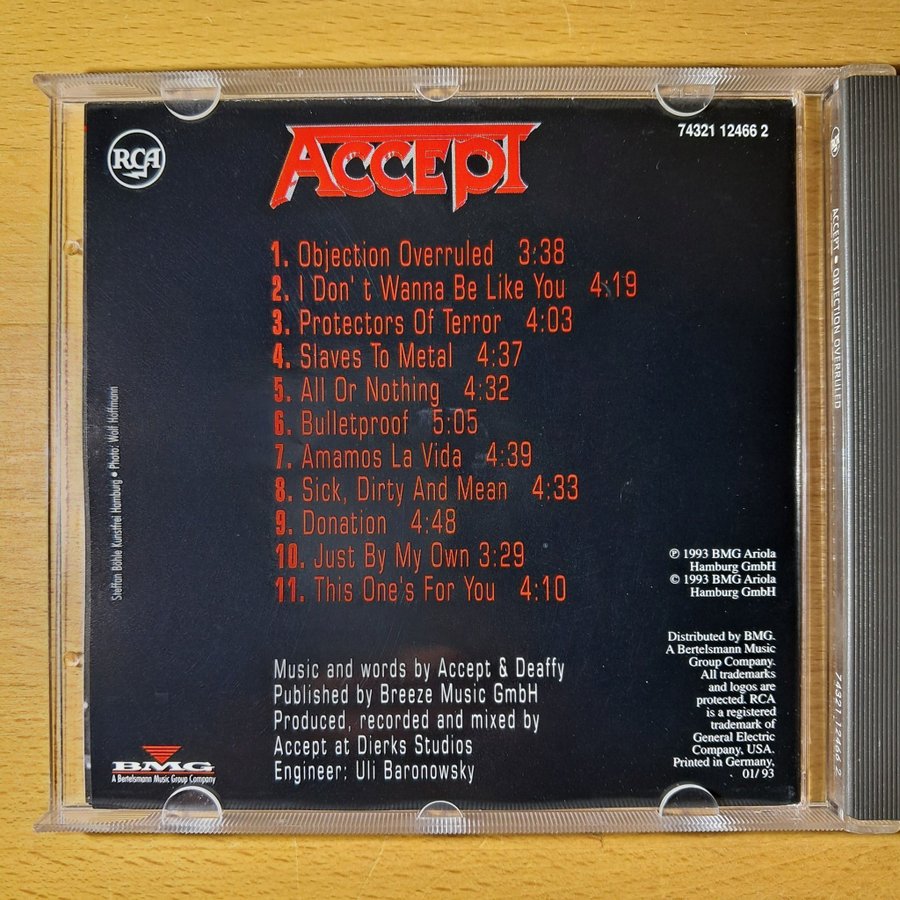 RCA
ACCEPT
74321 12466 2
1. Objection Overruled 3:38
2. I Don't Wanna Be Like You 4:19
3. Protectors Of Terror 4:03
4. Slaves To Metal 4:37
5. All Or Nothing 4:32
6. Bulletproof 5:05
7. Amamos La Vida 4:39
8. Sick, Dirty And Mean 4:33
9. Donation 4:48
10. Just By My Own 3:29
11. This One's For You 4:10
℗ 1993 BMG Ariola
Hamburg GmbH
© 1993 BMG Ariola
Hamburg GmbH
Music and words by Accept & Deaffy
Published by Breeze Music GmbH
Produced, recorded and mixed by
Accept at Dierks Studios
Engineer: Uli Baronowsky
Distributed by BMG.
A Bertelsmann Music
Group Company.
All trademarks
and logos are
protected. RCA
is a registered
trademark of
General Electric
Company, USA.
Printed in Germany,
01/ 93
BMG
A Bertelsmann Music Group Company
Steffan Böhle Kunstfrei Hamburg • Photo: Wolf Hoffmann
ACCEPT • OBJECTION OVERRULED
74321 12466 2